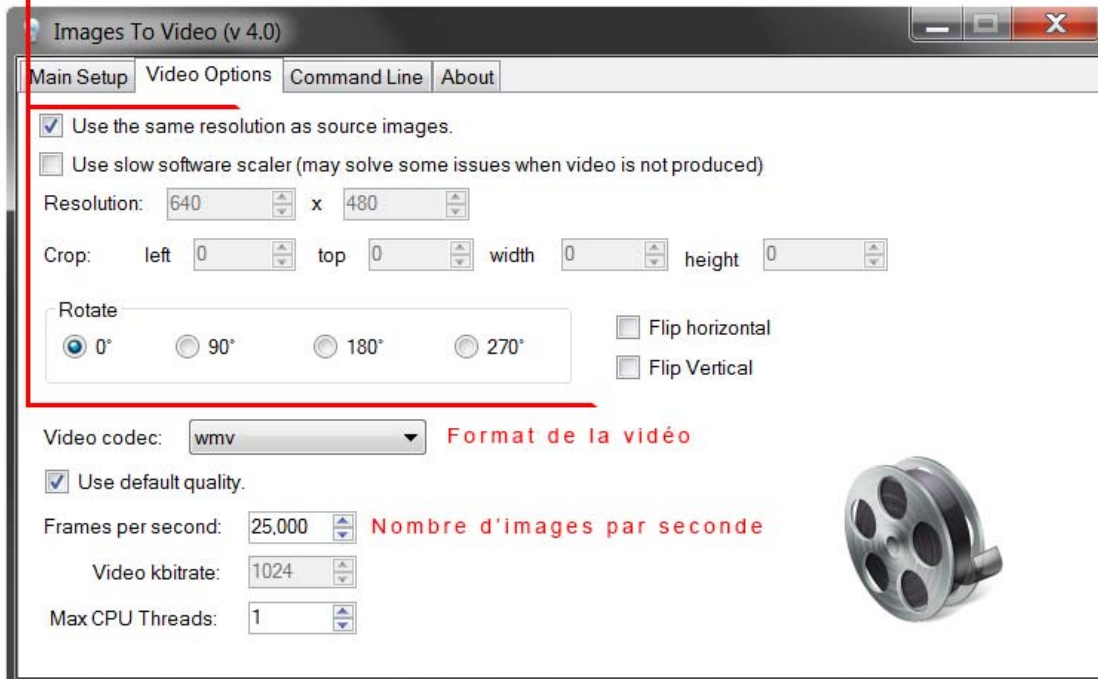 Images To Video (v 4.0)
Main Setup Video Options Command Line About
Use the same resolution as source images.
Use slow software scaler (may solve some issues when video is not produced)
Resolution: 640 x 480
Crop: left 0 top 0 width 0 height 0
Rotate
0° 90° 180° 270°
Flip horizontal
Flip Vertical
Video codec: wmv Format de la vidéo
Use default quality.
Frames per second: 25,000 Nombre d'images par seconde
Video kbitrate: 1024
Max CPU Threads: 1